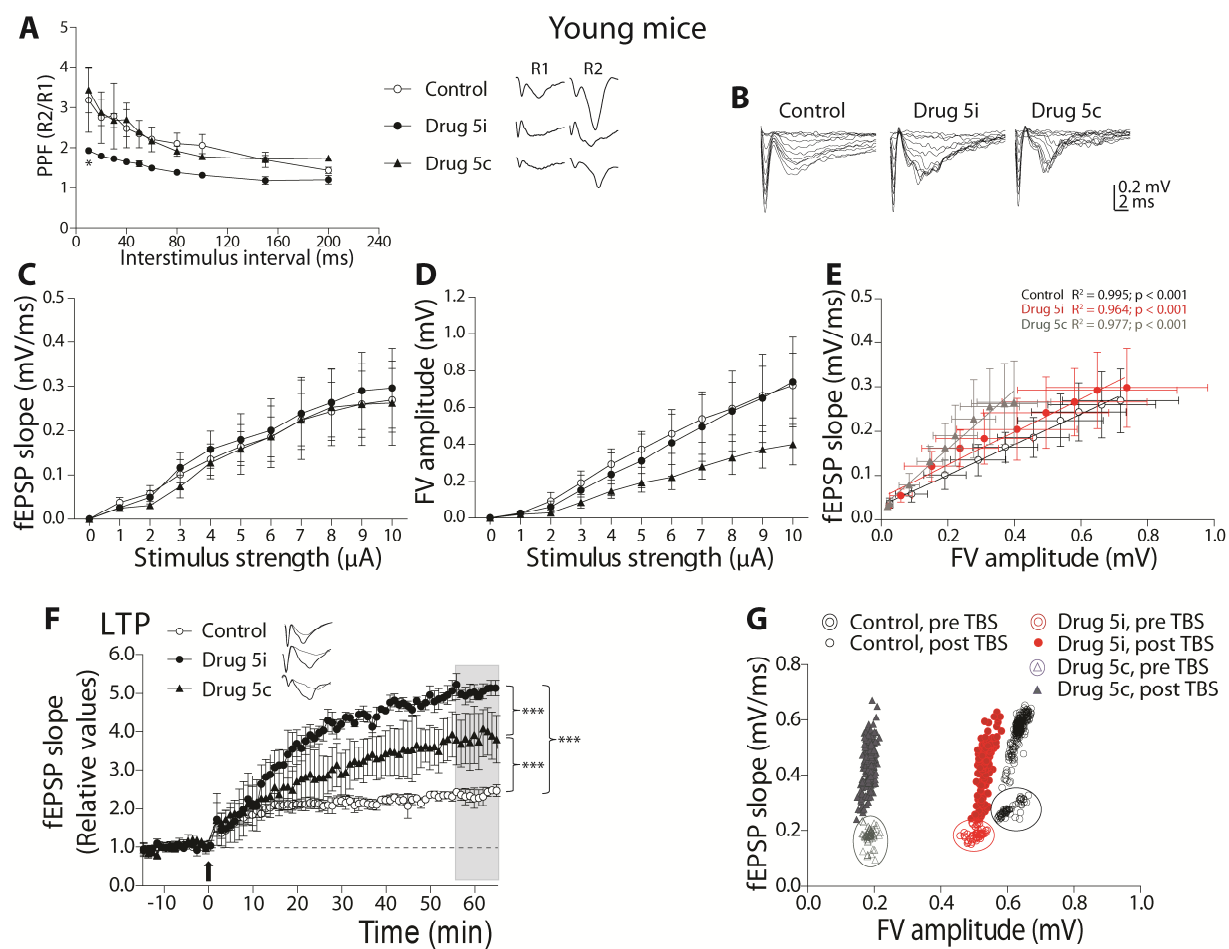 Young mice
A
5
4
3
2
1
0
PPF (R2/R1)
*
0 40 80 120 160 200 240
Interstimulus interval (ms)
Control
Drug 5i
Drug 5c
R1 R2
B
Control Drug 5i Drug 5c
0.2 mV
2 ms
C
0.5
0.4
0.3
0.2
0.1
0.0
fEPSP slope (mV/ms)
0 1 2 3 4 5 6 7 8 9 10
Stimulus strength (μA)
D
1.2
1.0
0.8
0.6
0.4
0.2
0.0
FV amplitude (mV)
0 1 2 3 4 5 6 7 8 9 10
Stimulus strength (μA)
E
Control R² = 0.995; p < 0.001
Drug 5i R² = 0.964; p < 0.001
Drug 5c R² = 0.977; p < 0.001
0.5
0.4
0.3
0.2
0.1
0.0
fEPSP slope (mV/ms)
0.0 0.2 0.4 0.6 0.8 1.0
FV amplitude (mV)
F
LTP
Control
Drug 5i
Drug 5c
6.0
5.0
4.0
3.0
2.0
1.0
0.0
fEPSP slope
(Relative values)
***
***
***
-10 0 10 20 30 40 50 60
Time (min)
G
Control, pre TBS
Control, post TBS
Drug 5i, pre TBS
Drug 5i, post TBS
Drug 5c, pre TBS
Drug 5c, post TBS
0.8
0.6
0.4
0.2
0.0
fEPSP slope (mV/ms)
0.0 0.2 0.4 0.6 0.8 1.0
FV amplitude (mV)